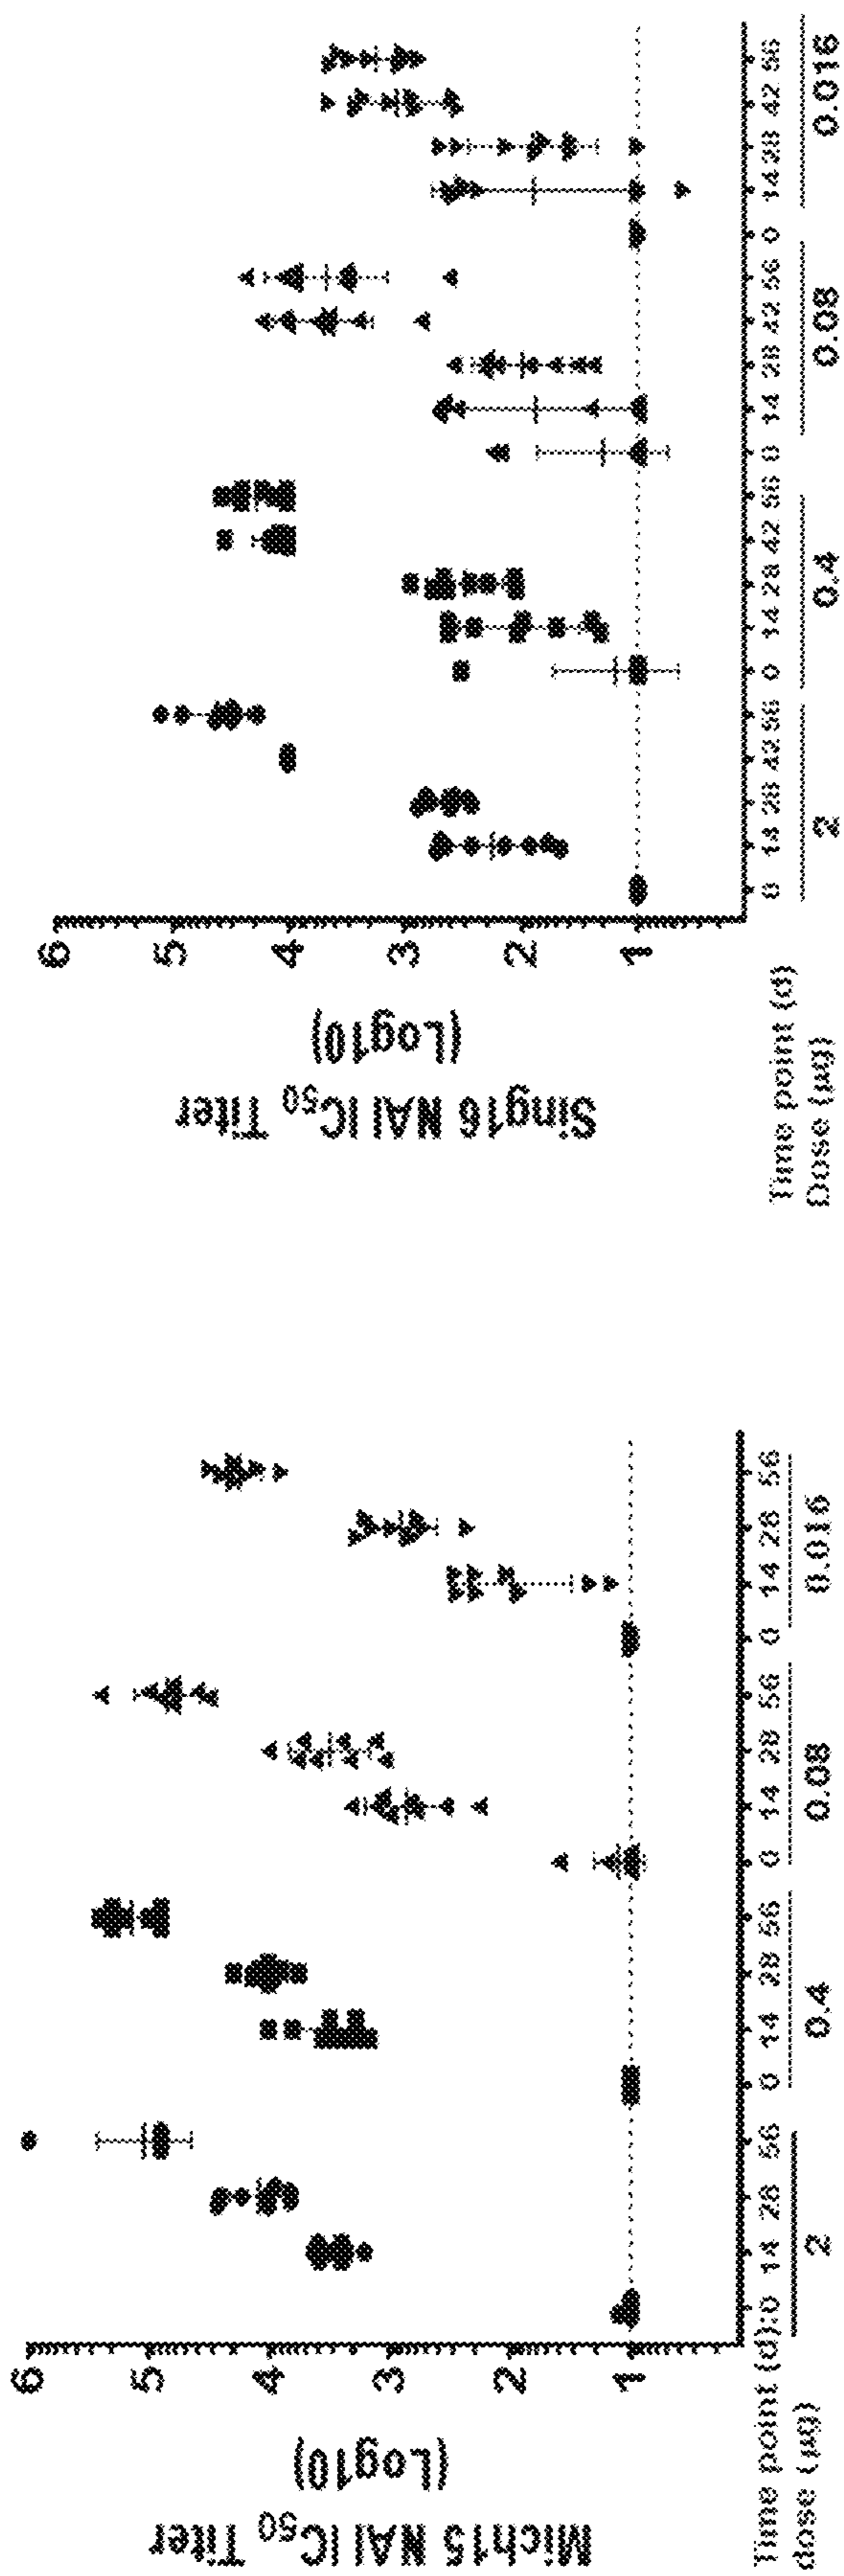 Mich15 NAI IC50 Titer
(Log10)
6
5
4
3
2
1
Time point (d): 0 14 28 56 0 14 28 56 0 14 28 56 0 14 28 56
dose (µg) 2 0.4 0.08 0.016
Sing16 NAI IC50 Titer
(Log10)
6
5
4
3
2
1
Time point (d) 0 14 28 42 56 0 14 28 42 56 0 14 28 42 56 0 14 28 42 56
Dose (µg) 2 0.4 0.08 0.016